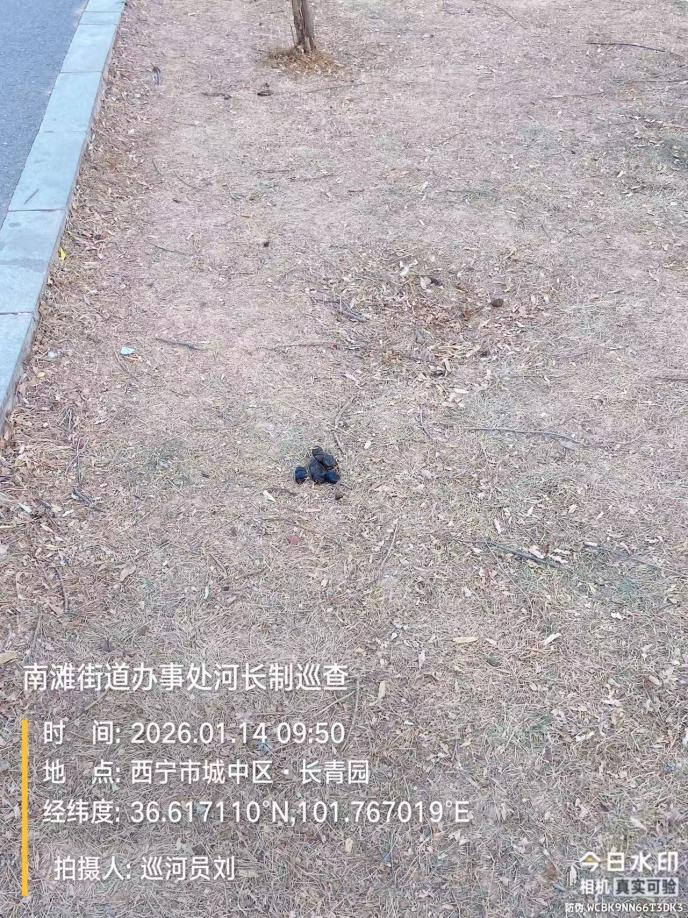 南滩街道办事处河长制巡查
时 间: 2026.01.14 09:50
地 点: 西宁市城中区·长青园
经纬度: 36.617110°N,101.767019°E
拍摄人: 巡河员刘
今日水印
相机 真实可验
防伪 WCBK9NN66T3DK3